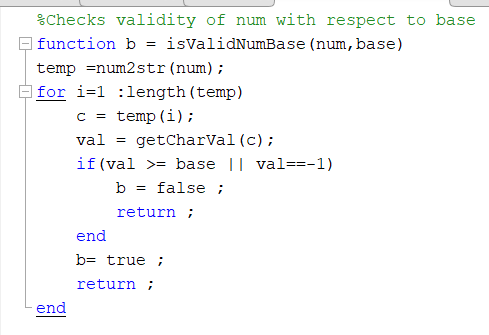 %Checks validity of num with respect to base
function b = isValidNumBase(num,base)
temp =num2str(num);
for i=1 :length(temp)
c = temp(i);
val = getCharVal(c);
if(val >= base || val==-1)
b = false ;
return ;
end
b= true ;
return ;
end